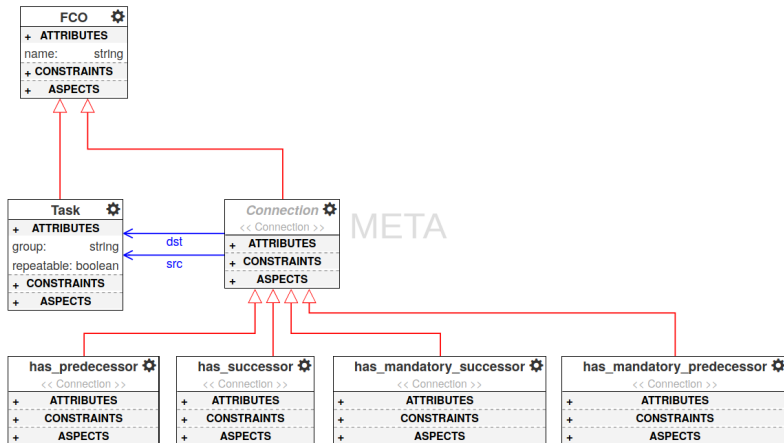 FCO
+ ATTRIBUTES
name: string
+ CONSTRAINTS
+ ASPECTS
Task
+ ATTRIBUTES
group: string
repeatable: boolean
+ CONSTRAINTS
+ ASPECTS
dst
src
Connection
<< Connection >>
+ ATTRIBUTES
+ CONSTRAINTS
+ ASPECTS
META
has_predecessor
<< Connection >>
+ ATTRIBUTES
+ CONSTRAINTS
+ ASPECTS
has_successor
<< Connection >>
+ ATTRIBUTES
+ CONSTRAINTS
+ ASPECTS
has_mandatory_successor
<< Connection >>
+ ATTRIBUTES
+ CONSTRAINTS
+ ASPECTS
has_mandatory_predecessor
<< Connection >>
+ ATTRIBUTES
+ CONSTRAINTS
+ ASPECTS